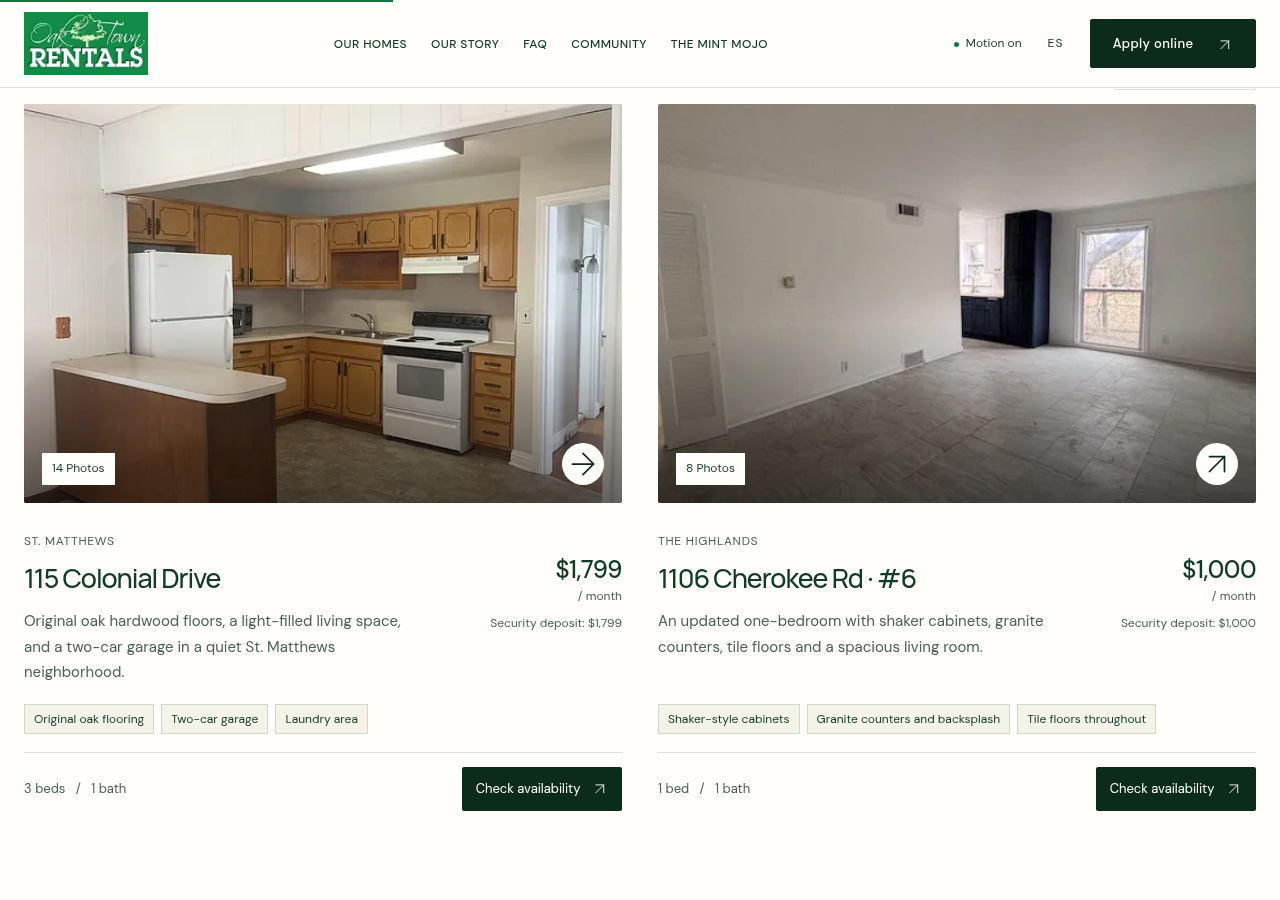 Oak Town
RENTALS
OUR HOMES
OUR STORY
FAQ
COMMUNITY
THE MINT MOJO
Motion on
ES
Apply online
14 Photos
8 Photos
ST. MATTHEWS
115 Colonial Drive
$1,799
/ month
Security deposit: $1,799
Original oak hardwood floors, a light-filled living space,
and a two-car garage in a quiet St. Matthews
neighborhood.
Original oak flooring
Two-car garage
Laundry area
3 beds / 1 bath
Check availability
THE HIGHLANDS
1106 Cherokee Rd · #6
$1,000
/ month
Security deposit: $1,000
An updated one-bedroom with shaker cabinets, granite
counters, tile floors and a spacious living room.
Shaker-style cabinets
Granite counters and backsplash
Tile floors throughout
1 bed / 1 bath
Check availability